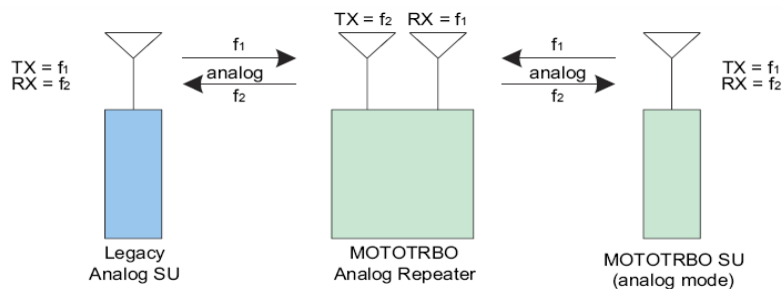 TX = f₂ RX = f₁
f₁
analog
f₂
f₁
analog
f₂
TX = f₁
RX = f₂
TX = f₁
RX = f₂
Legacy
Analog SU
MOTOTRBO
Analog Repeater
MOTOTRBO SU
(analog mode)